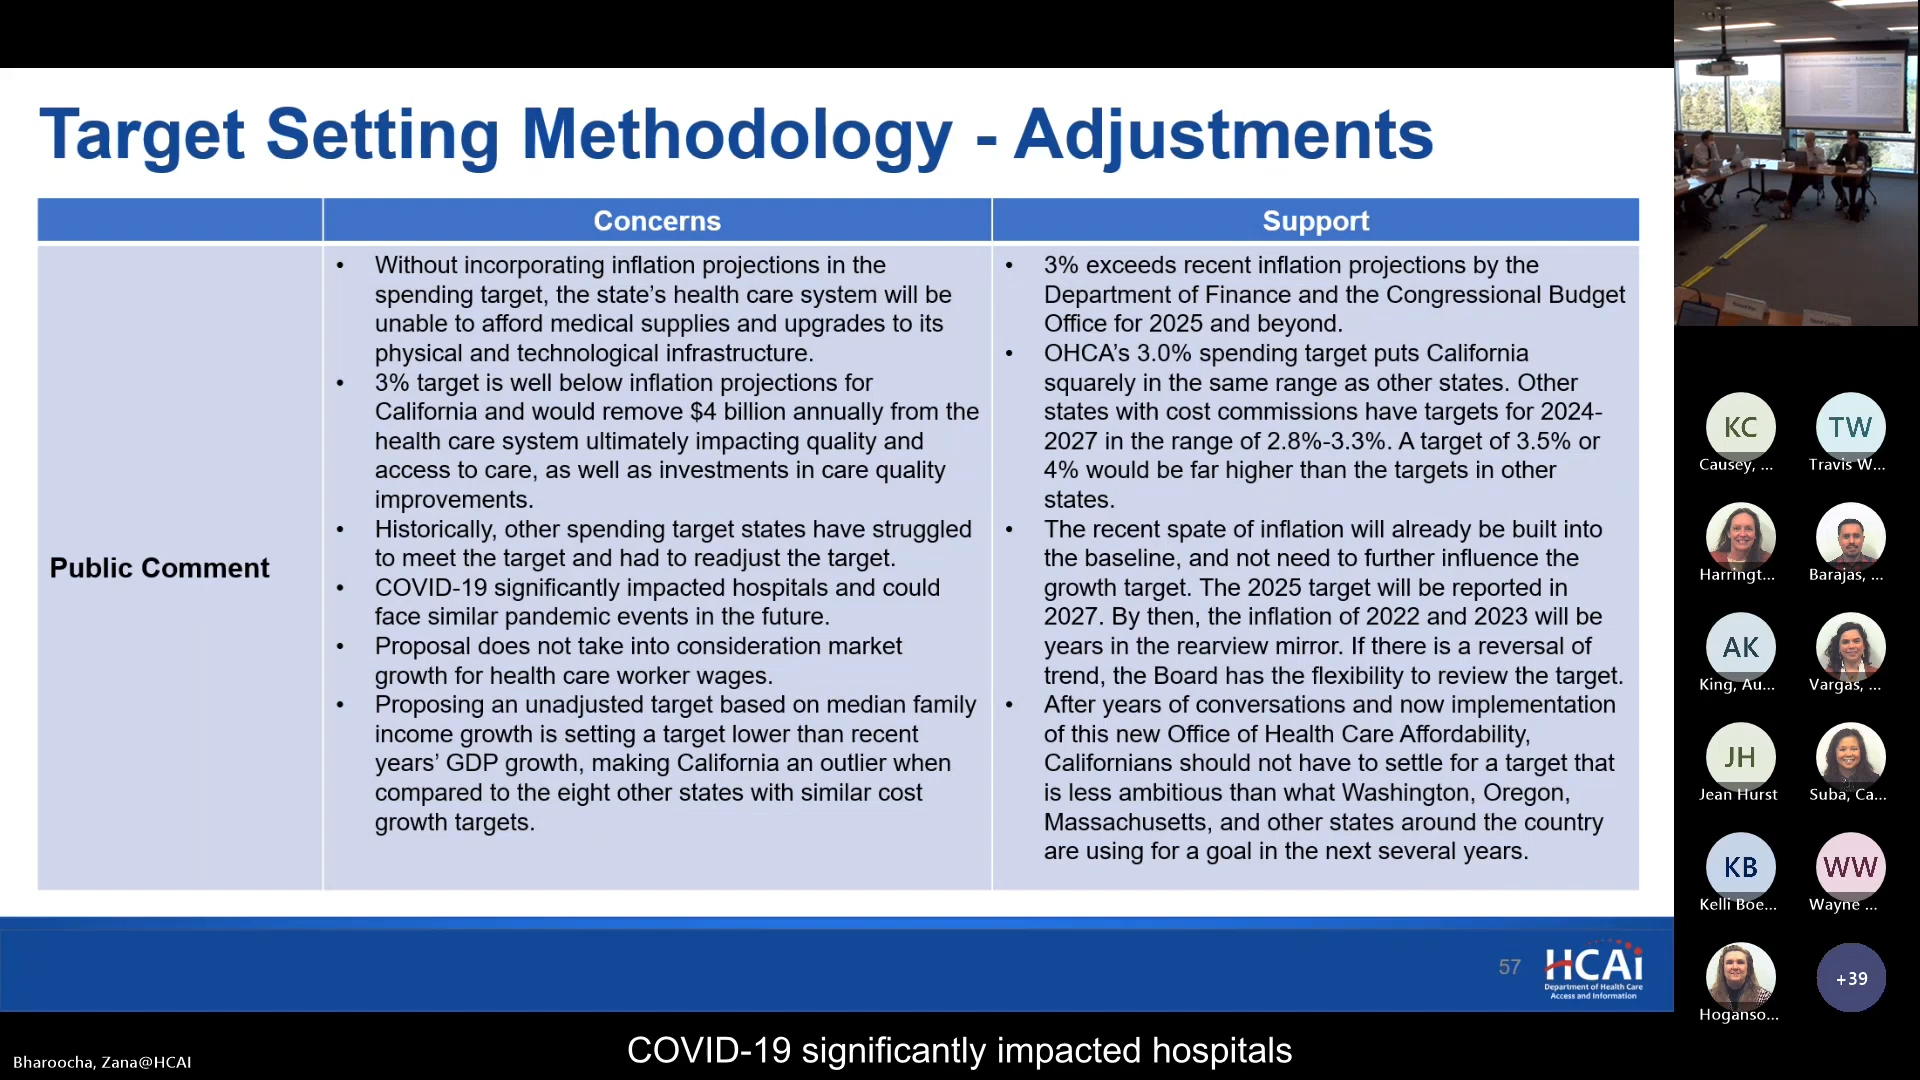 Target Setting Methodology - Adjustments
Concerns
Support
Public Comment
• Without incorporating inflation projections in the
spending target, the state’s health care system will be
unable to afford medical supplies and upgrades to its
physical and technological infrastructure.
• 3% target is well below inflation projections for
California and would remove $4 billion annually from the
health care system ultimately impacting quality and
access to care, as well as investments in care quality
improvements.
• Historically, other spending target states have struggled
to meet the target and had to readjust the target.
• COVID-19 significantly impacted hospitals and could
face similar pandemic events in the future.
• Proposal does not take into consideration market
growth for health care worker wages.
• Proposing an unadjusted target based on median family
income growth is setting a target lower than recent
years’ GDP growth, making California an outlier when
compared to the eight other states with similar cost
growth targets.
• 3% exceeds recent inflation projections by the
Department of Finance and the Congressional Budget
Office for 2025 and beyond.
• OHCA’s 3.0% spending target puts California
squarely in the same range as other states. Other
states with cost commissions have targets for 2024-
2027 in the range of 2.8%-3.3%. A target of 3.5% or
4% would be far higher than the targets in other
states.
• The recent spate of inflation will already be built into
the baseline, and not need to further influence the
growth target. The 2025 target will be reported in
2027. By then, the inflation of 2022 and 2023 will be
years in the rearview mirror. If there is a reversal of
trend, the Board has the flexibility to review the target.
• After years of conversations and now implementation
of this new Office of Health Care Affordability,
Californians should not have to settle for a target that
is less ambitious than what Washington, Oregon,
Massachusetts, and other states around the country
are using for a goal in the next several years.
57
HCAi
Department of Health Care
Access and Information
KC
Causey, ...
TW
Travis W...
Harringt...
Barajas, ...
AK
King, Au...
Vargas, ...
JH
Jean Hurst
Suba, Ca...
KB
Kelli Boe...
WW
Wayne ...
Hoganso...
+39
COVID-19 significantly impacted hospitals
Bharoocha, Zana@HCAI